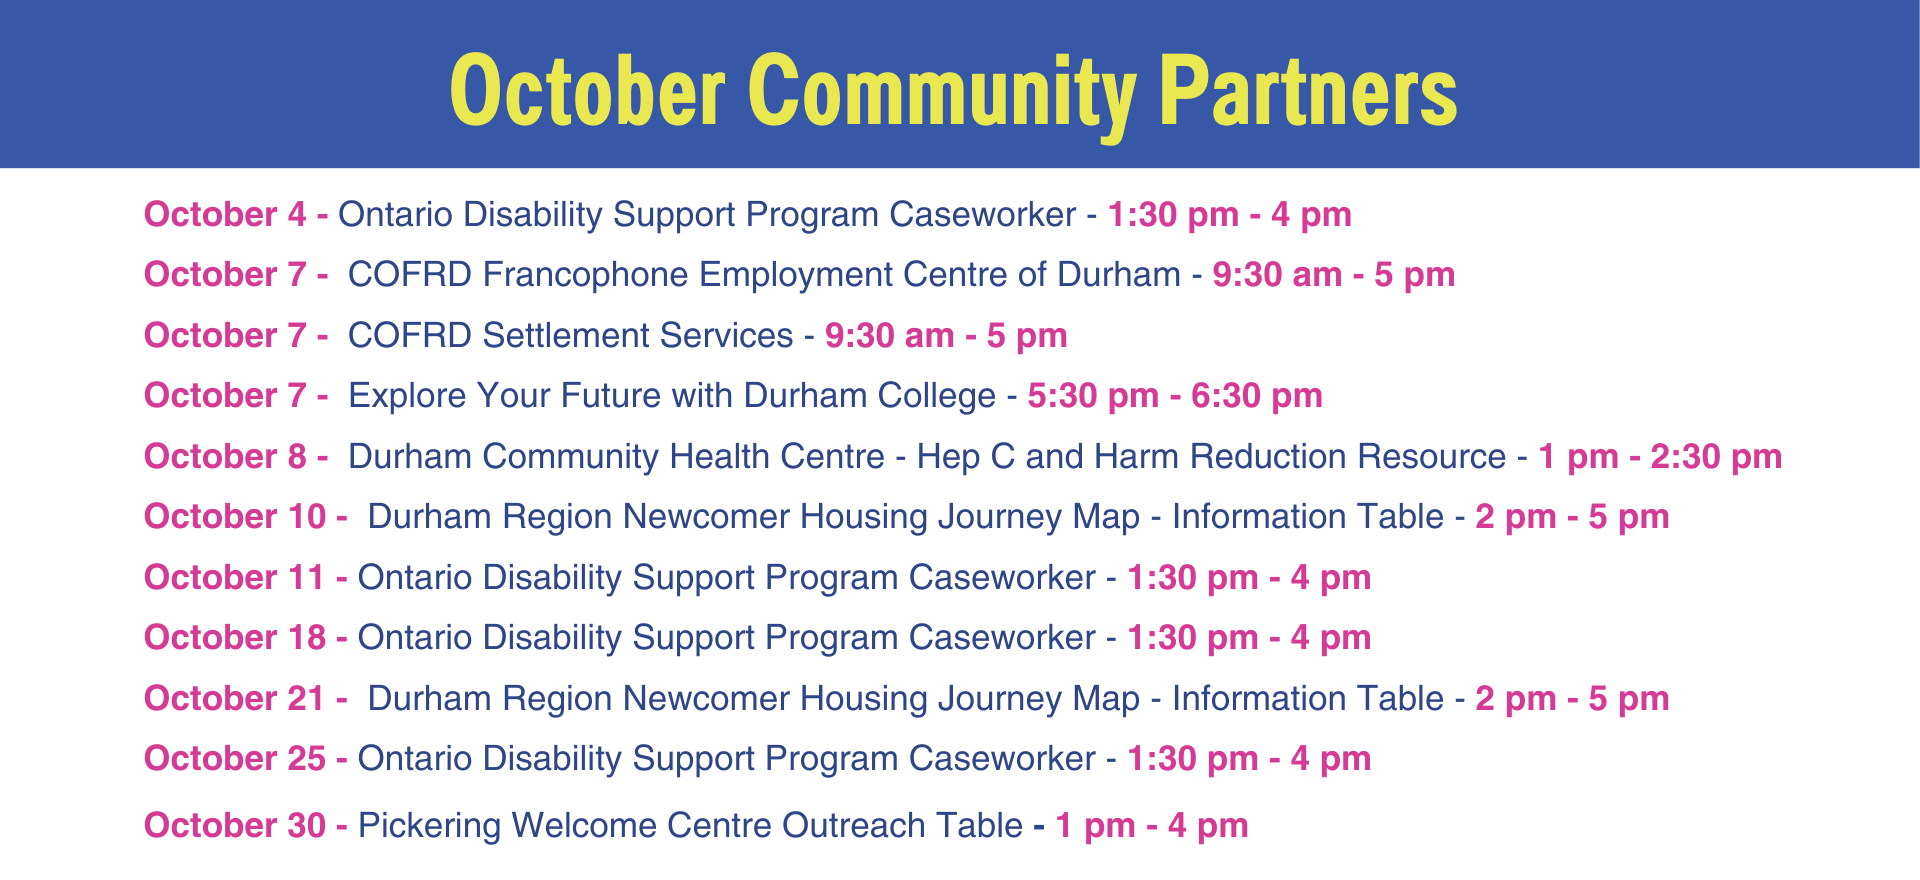 October Community Partners
October 4 - Ontario Disability Support Program Caseworker - 1:30 pm - 4 pm
October 7 - COFRD Francophone Employment Centre of Durham - 9:30 am - 5 pm
October 7 - COFRD Settlement Services - 9:30 am - 5 pm
October 7 - Explore Your Future with Durham College - 5:30 pm - 6:30 pm
October 8 - Durham Community Health Centre - Hep C and Harm Reduction Resource - 1 pm - 2:30 pm
October 10 - Durham Region Newcomer Housing Journey Map - Information Table - 2 pm - 5 pm
October 11 - Ontario Disability Support Program Caseworker - 1:30 pm - 4 pm
October 18 - Ontario Disability Support Program Caseworker - 1:30 pm - 4 pm
October 21 - Durham Region Newcomer Housing Journey Map - Information Table - 2 pm - 5 pm
October 25 - Ontario Disability Support Program Caseworker - 1:30 pm - 4 pm
October 30 - Pickering Welcome Centre Outreach Table - 1 pm - 4 pm